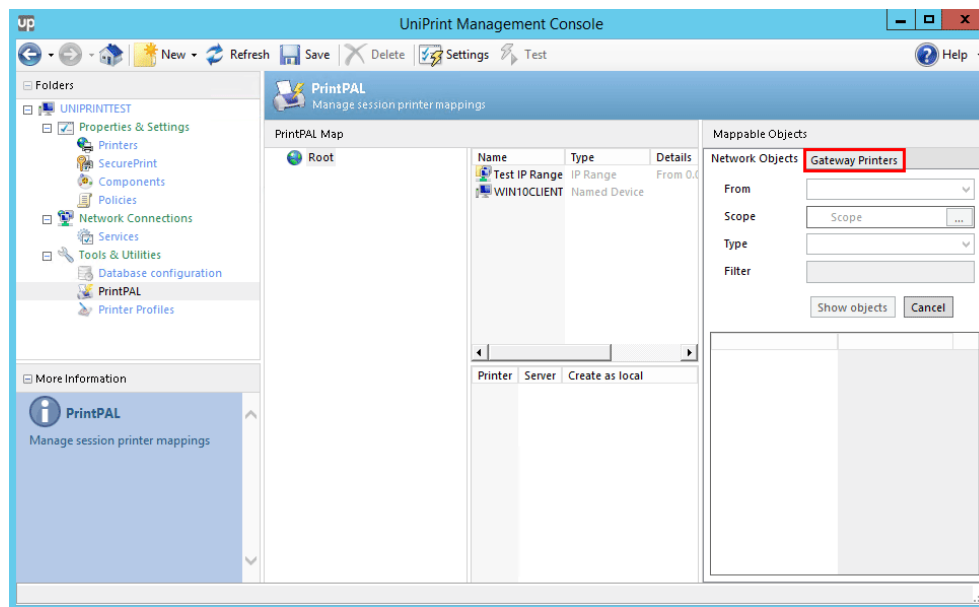 up UniPrint Management Console
New Refresh Save Delete Settings Test Help
Folders
UNIPRINTTEST
Properties & Settings
Printers
SecurePrint
Components
Policies
Network Connections
Services
Tools & Utilities
Database configuration
PrintPAL
Printer Profiles
More Information
PrintPAL
Manage session printer mappings
PrintPAL
Manage session printer mappings
PrintPAL Map
Root
Name Type Details
Test IP Range IP Range From 0.(
WIN10CLIENT Named Device
Printer Server Create as local
Mappable Objects
Network Objects Gateway Printers
From
Scope Scope ...
Type
Filter
Show objects Cancel